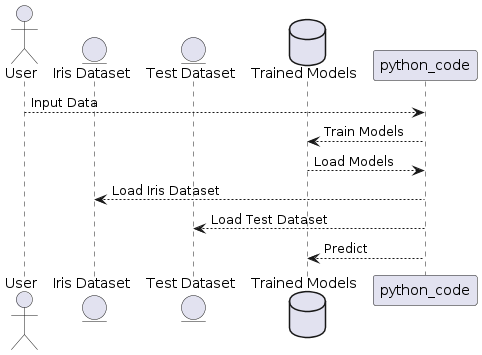 User
Iris Dataset
Test Dataset
Trained Models
python_code
Input Data
Train Models
Load Models
Load Iris Dataset
Load Test Dataset
Predict
User
Iris Dataset
Test Dataset
Trained Models
python_code